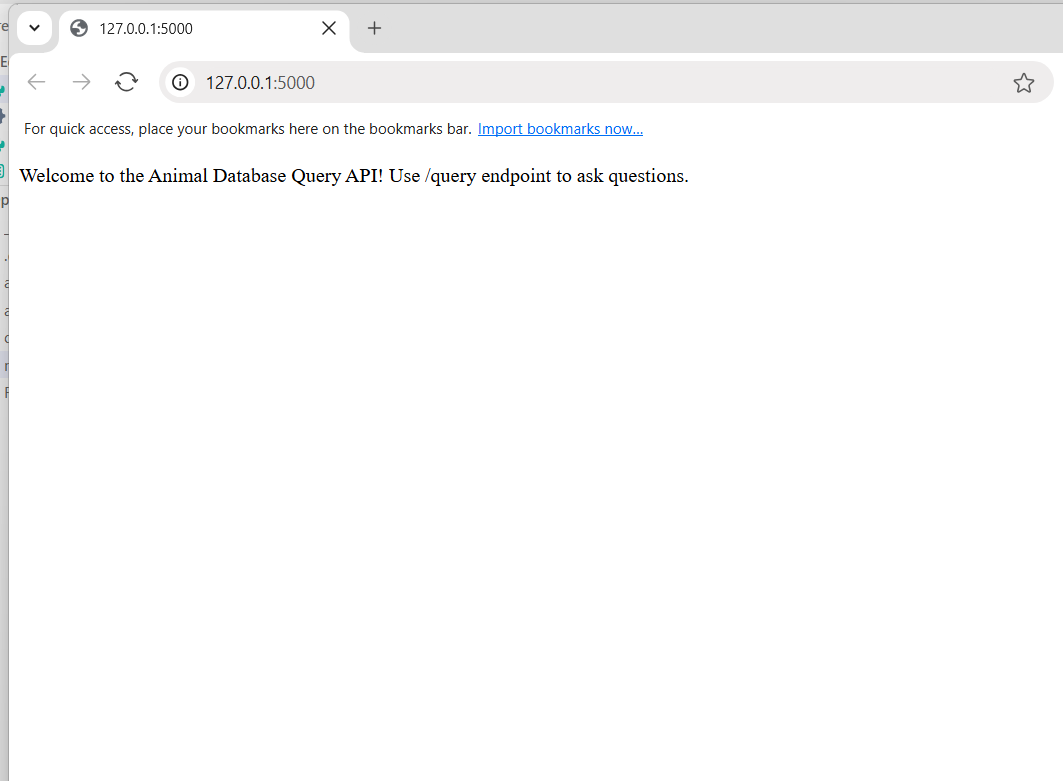 127.0.0.1:5000
127.0.0.1:5000
For quick access, place your bookmarks here on the bookmarks bar. Import bookmarks now...
Welcome to the Animal Database Query API! Use /query endpoint to ask questions.